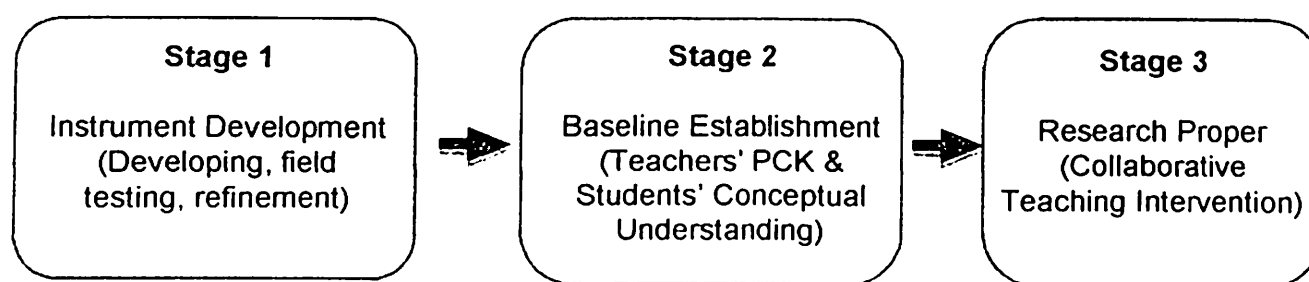 Stage 1
Instrument Development
(Developing, field
testing, refinement)
Stage 2
Baseline Establishment
(Teachers' PCK &
Students' Conceptual
Understanding)
Stage 3
Research Proper
(Collaborative
Teaching Intervention)